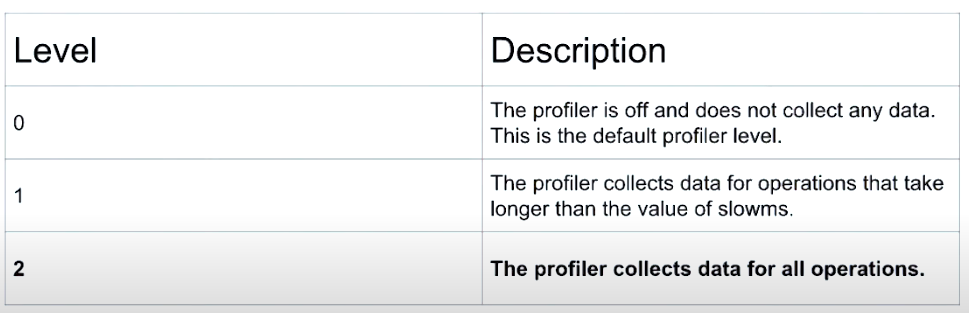 Level
Description
0
The profiler is off and does not collect any data.
This is the default profiler level.
1
The profiler collects data for operations that take
longer than the value of slowms.
2
The profiler collects data for all operations.